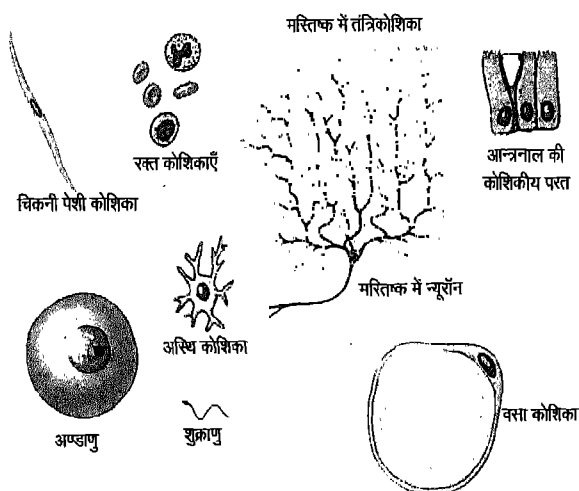 मस्तिष्क में तंत्रिकोशिका
रक्त कोशिकाएँ
आन्त्रनाल की
कोशिकीय परत
चिकनी पेशी कोशिका
मस्तिष्क में न्यूरॉन
अस्थि कोशिका
अण्डाणु
शुक्राणु
वसा कोशिका